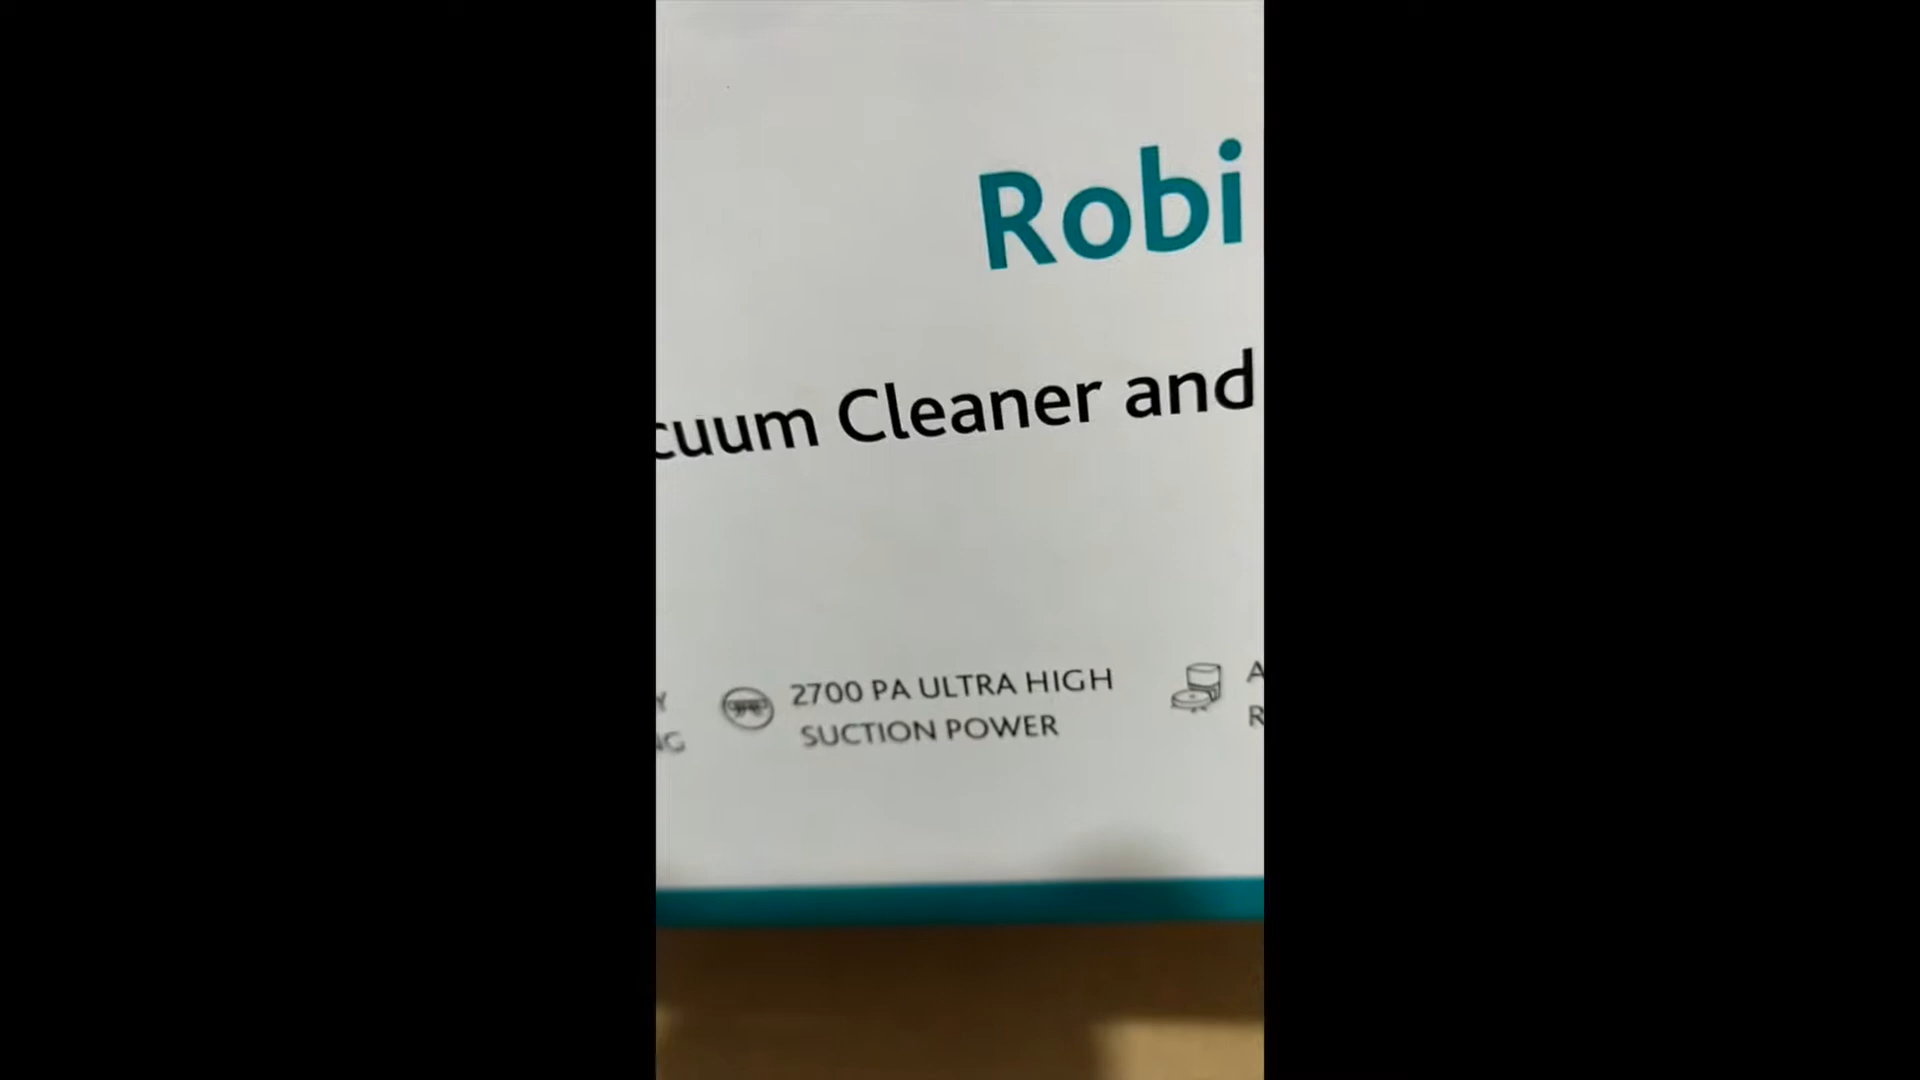 Robi
cuum Cleaner and
2700 PA ULTRA HIGH
SUCTION POWER